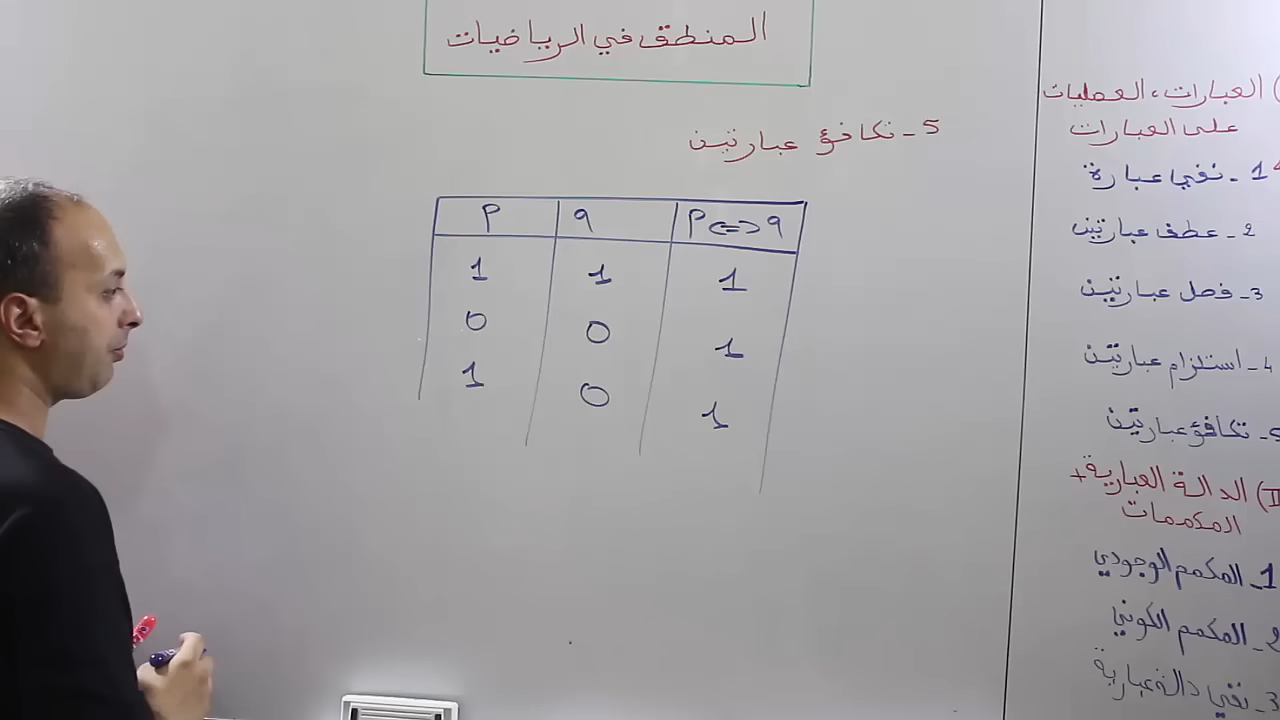 المنطق في الرياضيات
5 - تكافؤ عبارتين
P q P<=>q
1 1 1
0 0 1
1 0 1
) العبارات، العمليات
على العبارات
1 - نفي عبارة
2 - عطف عبارتين
3 - فصل عبارتين
4 - استلزام عبارتين
5 - تكافؤ عبارتين
II) الدالة العبارية +
المكممات
1 - المكمم الوجودي
2 - المكمم الكوني
3 - نفي دالة عبارية